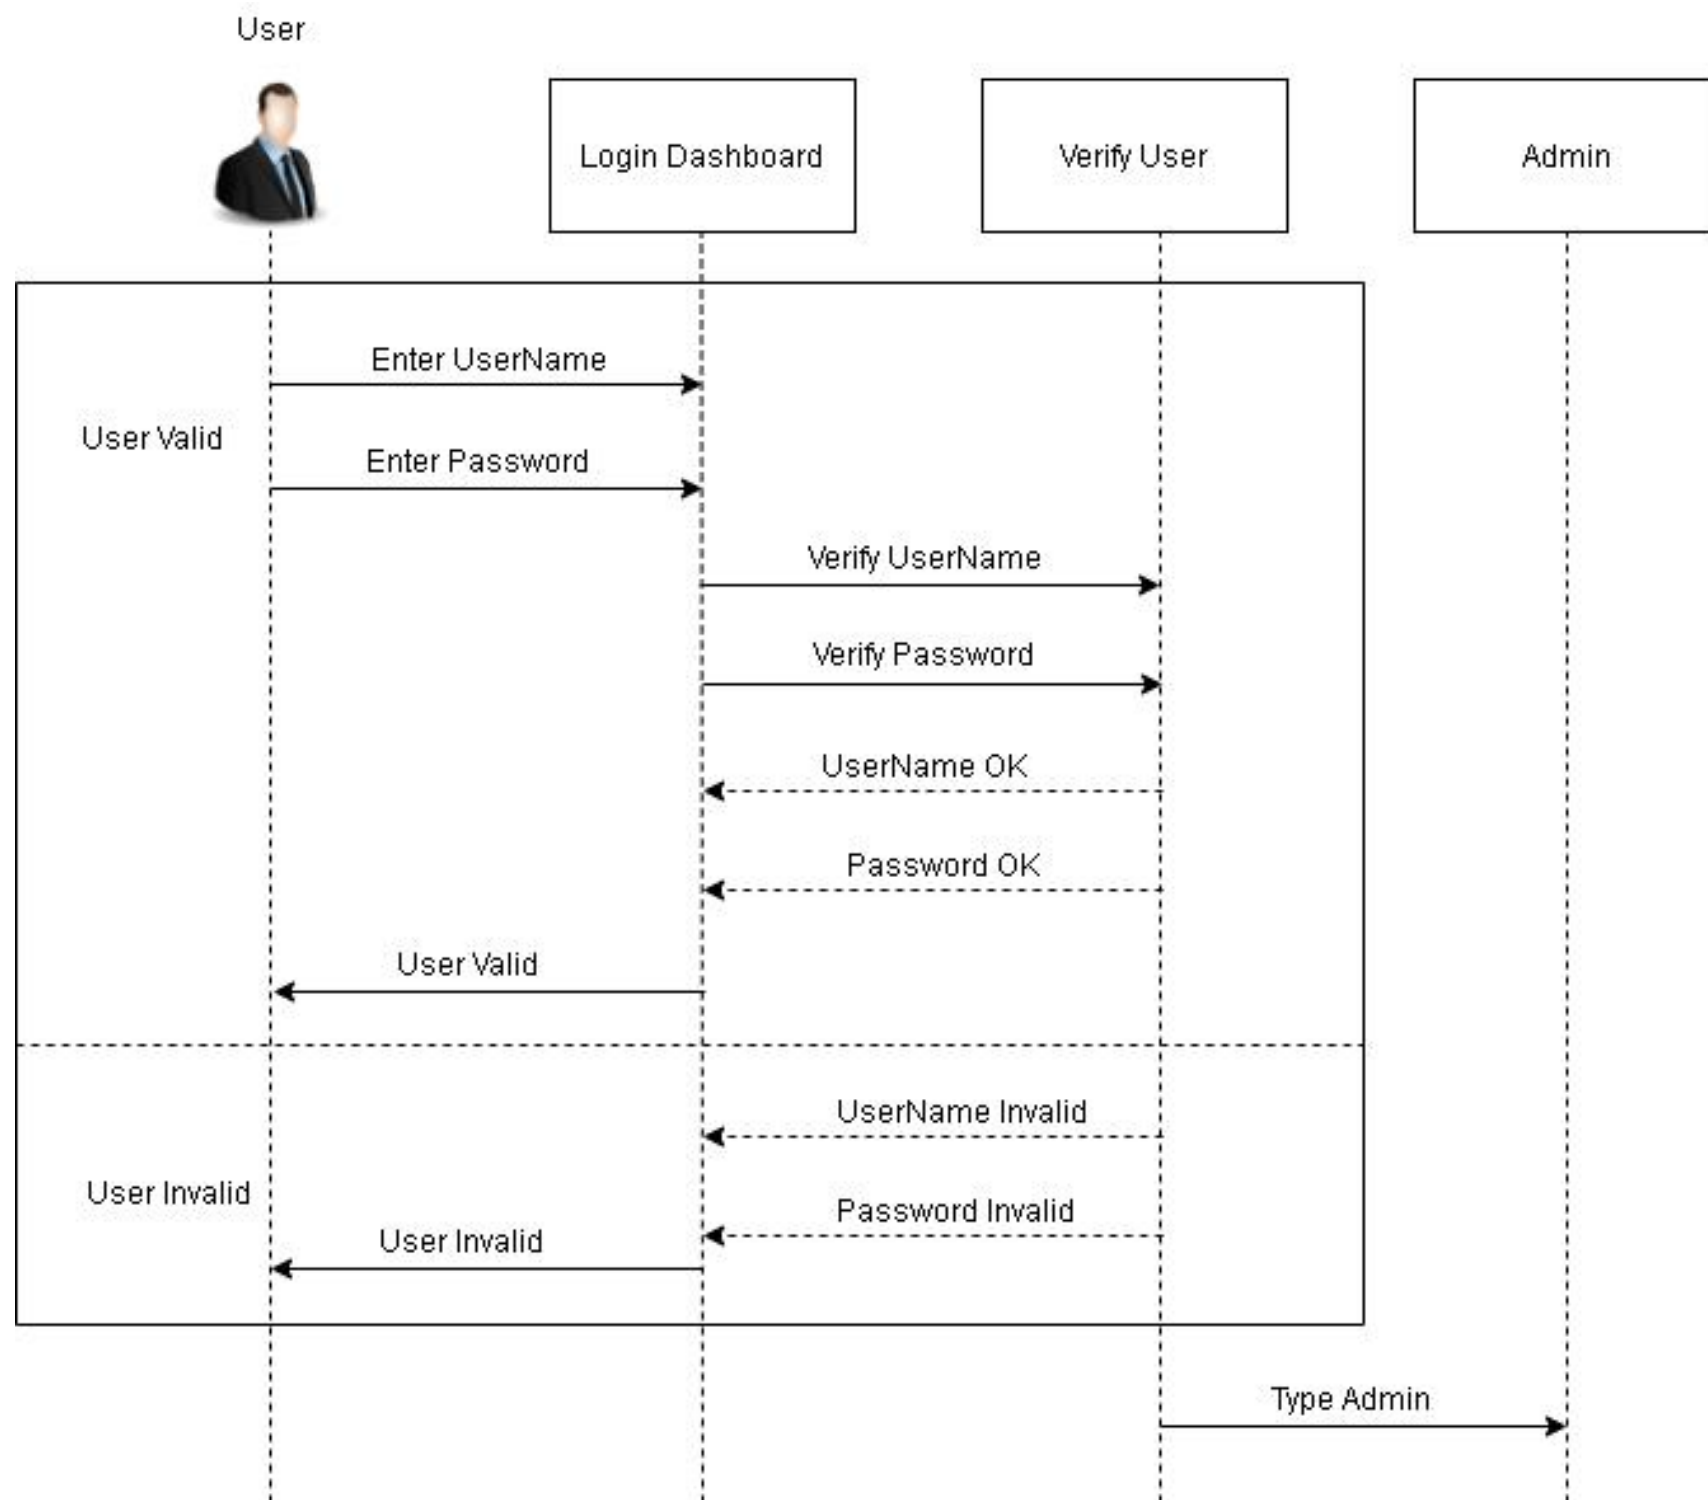 User
Login Dashboard
Verify User
Admin
Enter UserName
User Valid
Enter Password
Verify UserName
Verify Password
UserName OK
Password OK
User Valid
UserName Invalid
User Invalid
Password Invalid
User Invalid
Type Admin